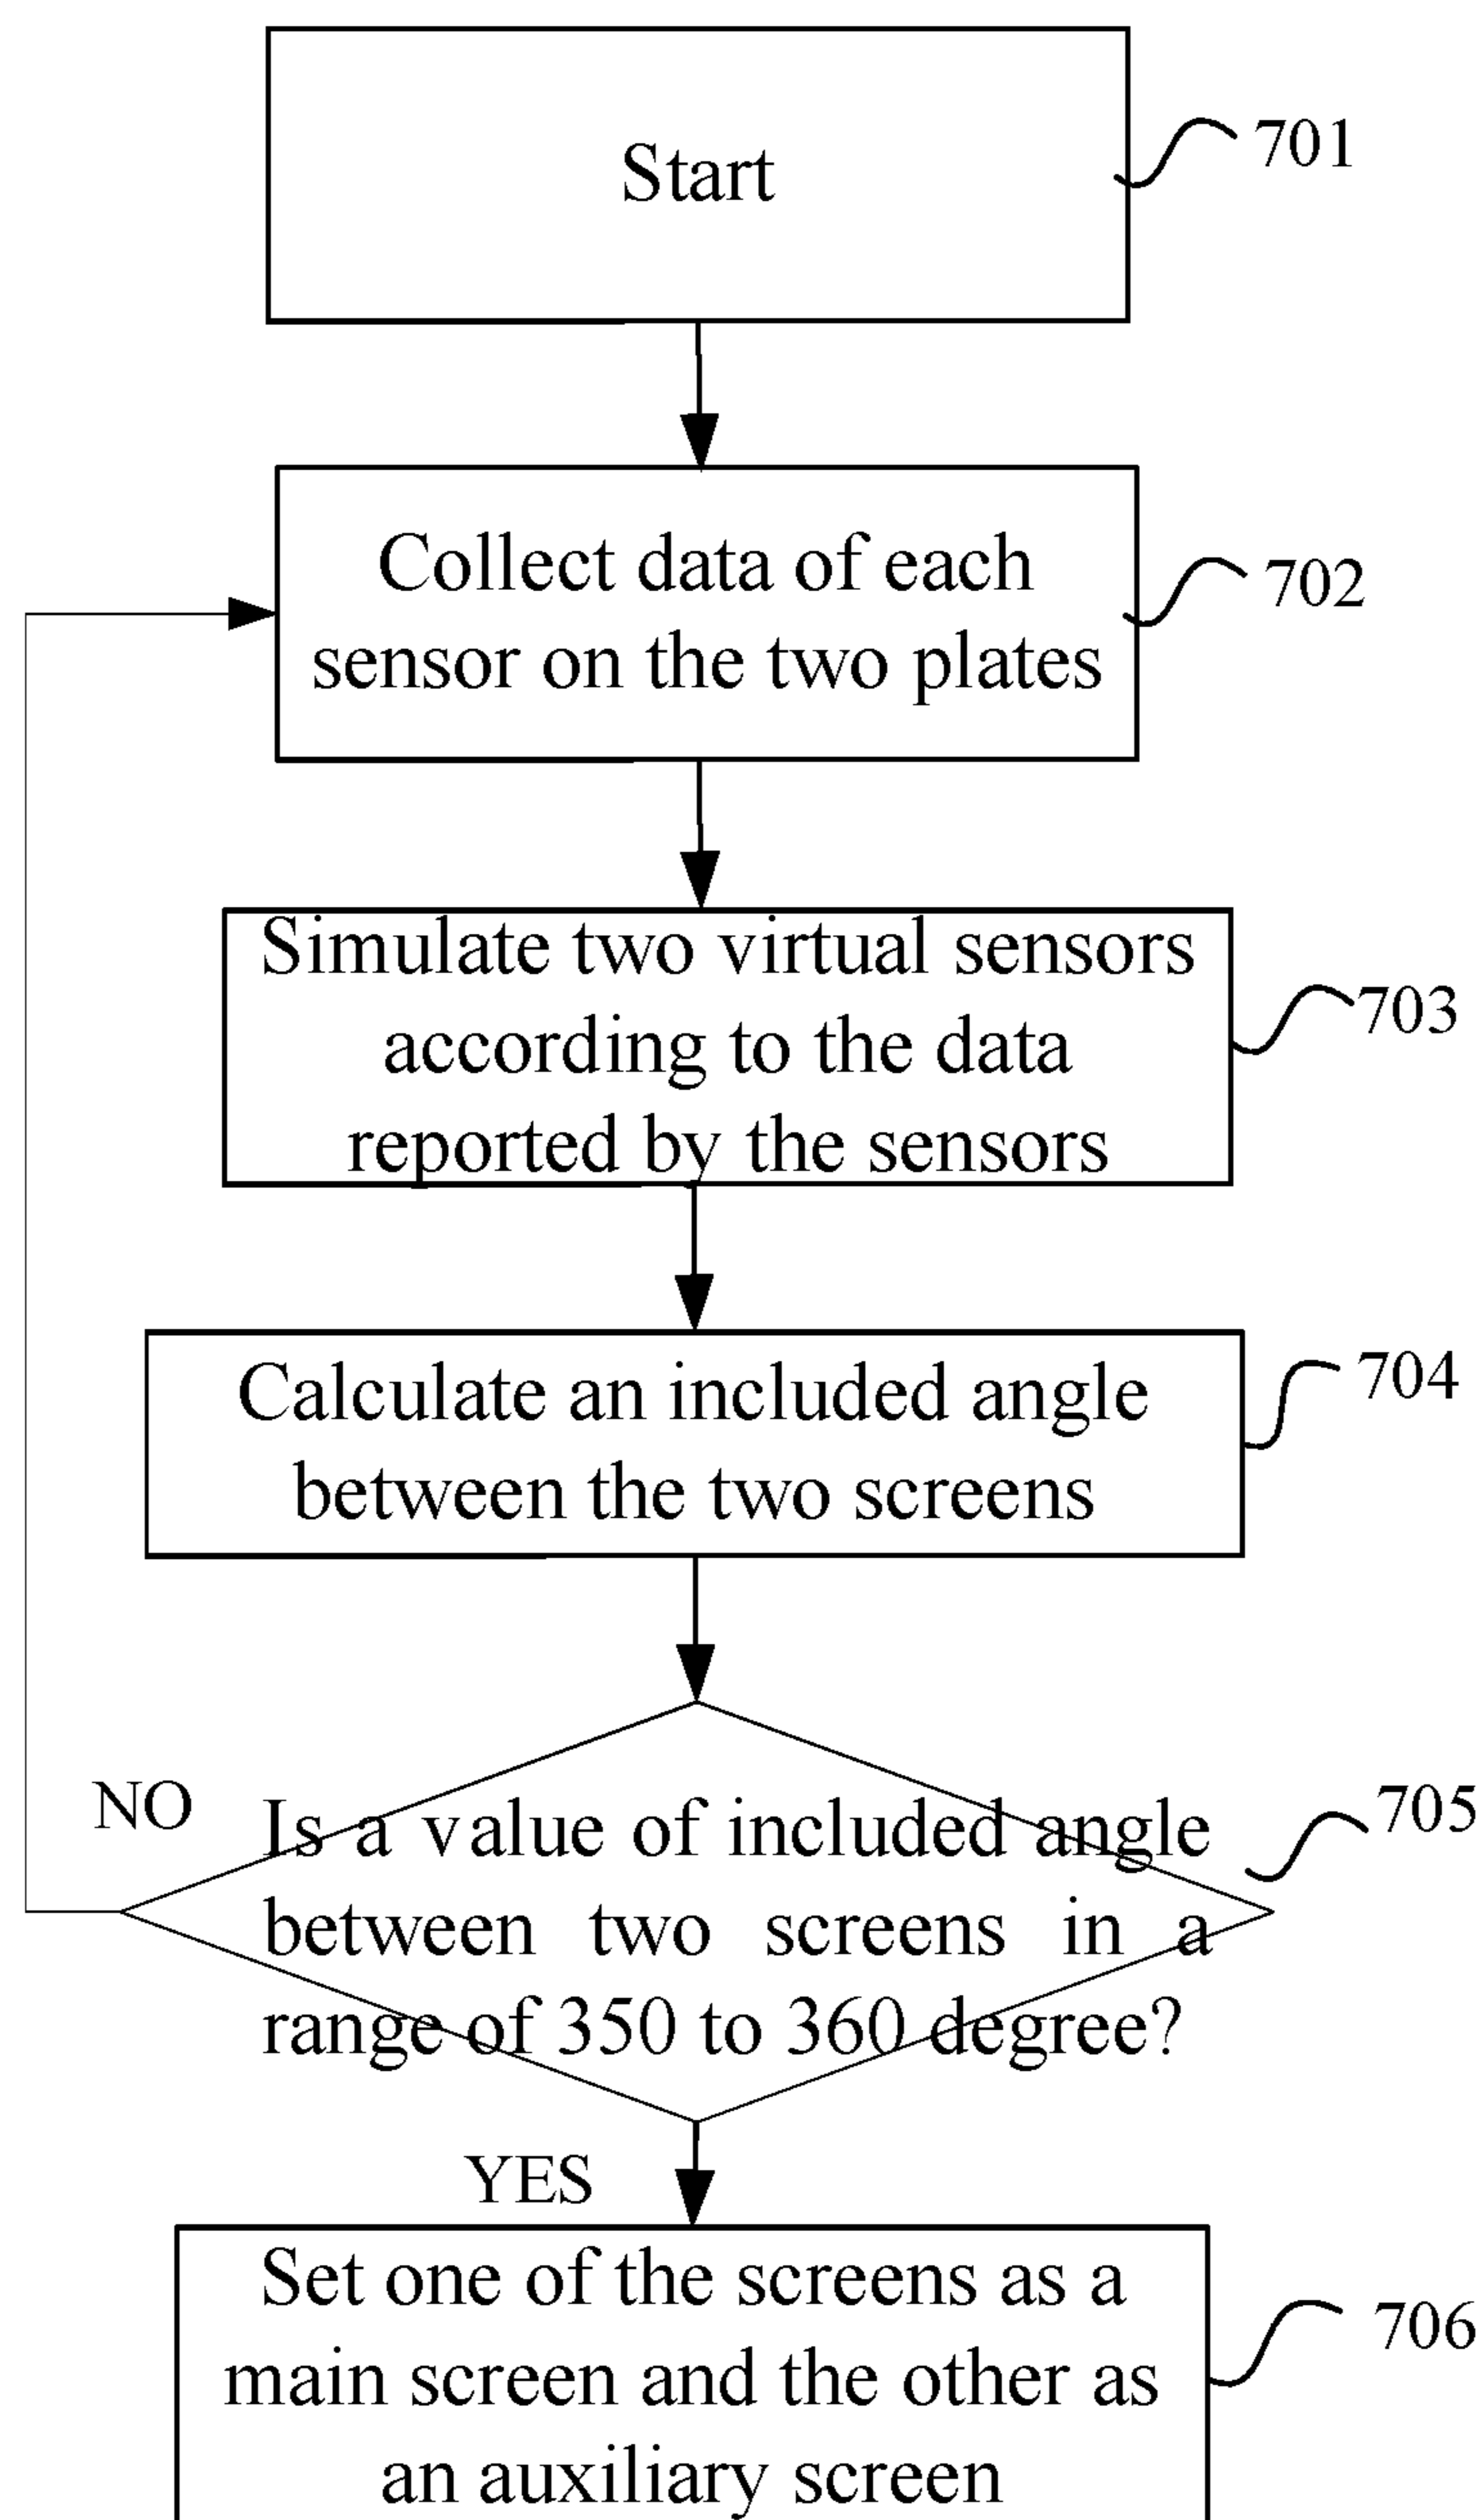 Start
701
Collect data of each
sensor on the two plates
702
Simulate two virtual sensors
according to the data
reported by the sensors
703
Calculate an included angle
between the two screens
704
NO
Is a value of included angle
between two screens in a
range of 350 to 360 degree?
705
YES
Set one of the screens as a
main screen and the other as
an auxiliary screen
706